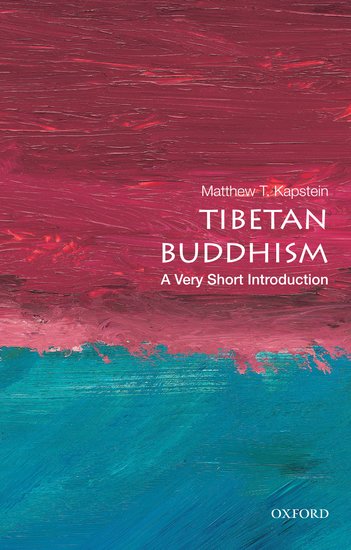 Matthew T. Kapstein
TIBETAN
BUDDHISM
A Very Short Introduction
OXFORD